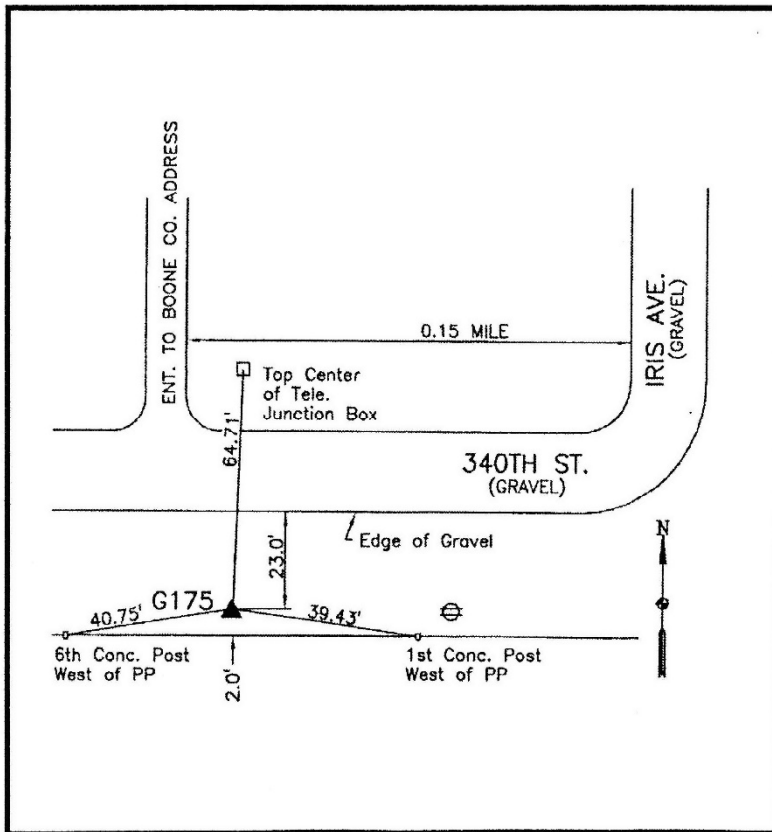 ENT. TO BOONE CO. ADDRESS
IRIS AVE.
(GRAVEL)
0.15 MILE
Top Center
of Tele.
Junction Box
64.71'
340TH ST.
(GRAVEL)
Edge of Gravel
23.0'
N
G175
40.75'
39.43'
6th Conc. Post
West of PP
2.0'
1st Conc. Post
West of PP